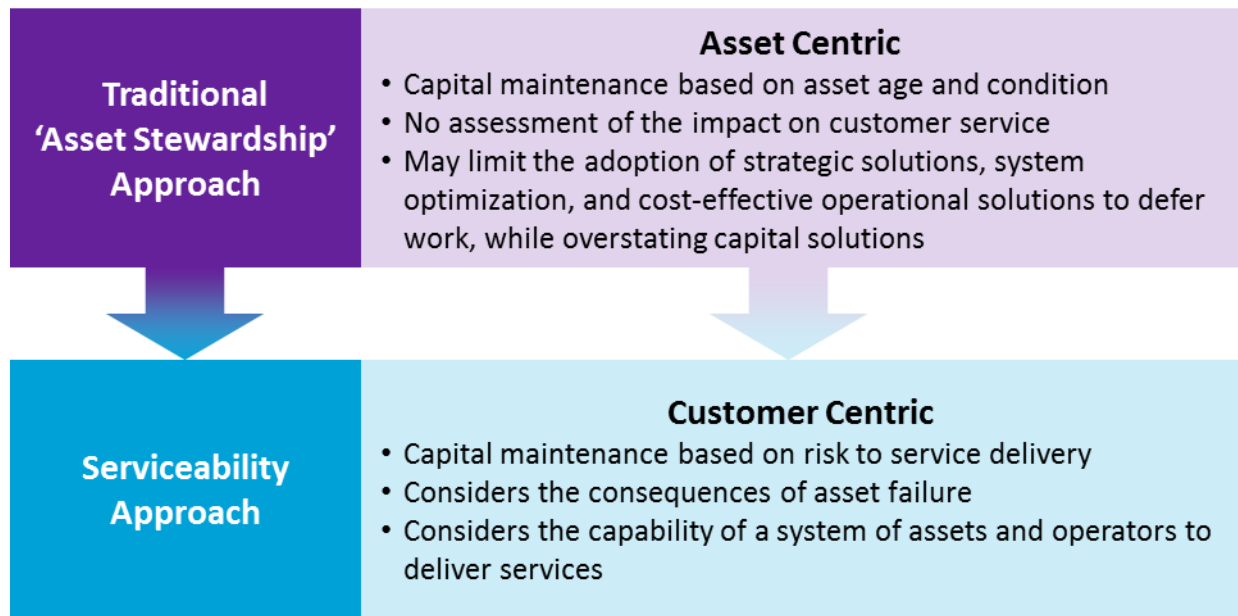 Traditional
‘Asset Stewardship’
Approach
Asset Centric
• Capital maintenance based on asset age and condition
• No assessment of the impact on customer service
• May limit the adoption of strategic solutions, system
optimization, and cost-effective operational solutions to defer
work, while overstating capital solutions
Serviceability
Approach
Customer Centric
• Capital maintenance based on risk to service delivery
• Considers the consequences of asset failure
• Considers the capability of a system of assets and operators to
deliver services